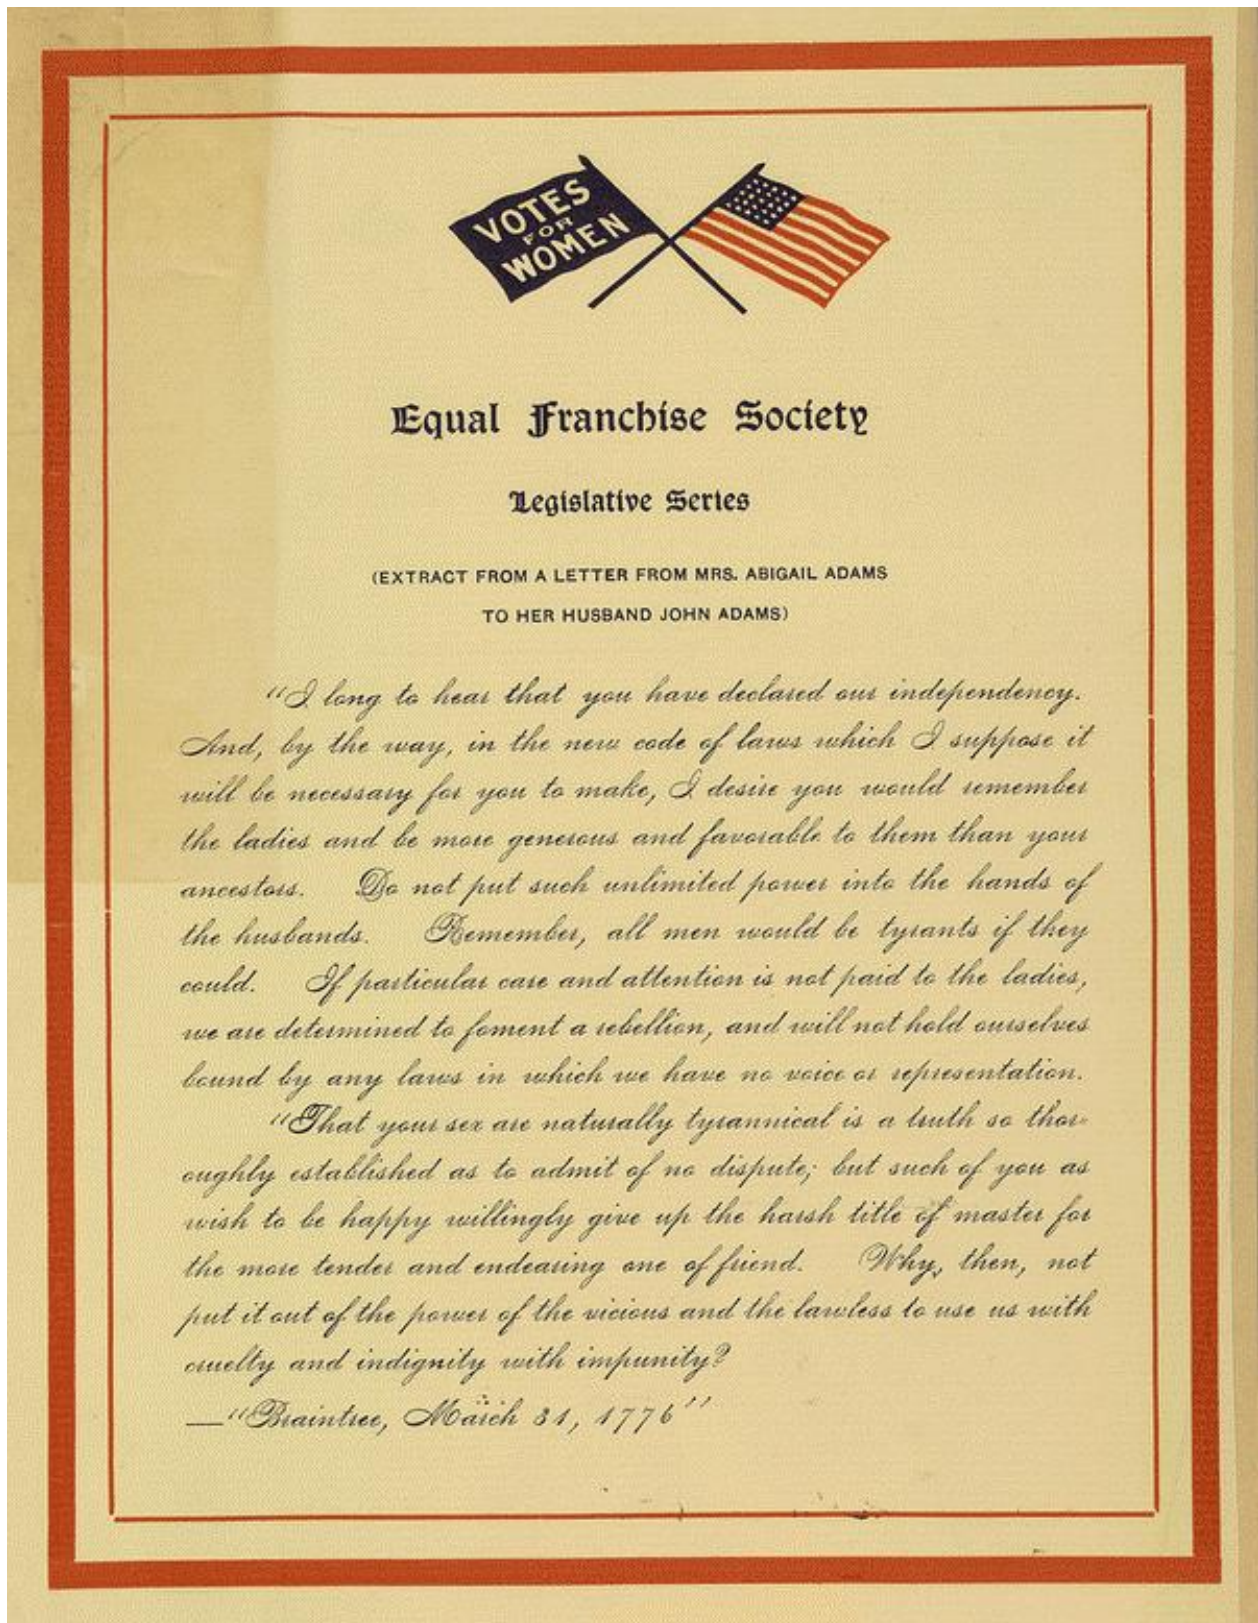 VOTES
FOR
WOMEN
Equal Franchise Society
Legislative Series
(EXTRACT FROM A LETTER FROM MRS. ABIGAIL ADAMS
TO HER HUSBAND JOHN ADAMS)
"I long to hear that you have declared our independency.
And, by the way, in the new code of laws which I suppose it
will be necessary for you to make, I desire you would remember
the ladies and be more generous and favorable to them than your
ancestors. Do not put such unlimited power into the hands of
the husbands. Remember, all men would be tyrants if they
could. If particular care and attention is not paid to the ladies,
we are determined to foment a rebellion, and will not hold ourselves
bound by any laws in which we have no voice or representation.
"That your sex are naturally tyrannical is a truth so thor-
oughly established as to admit of no dispute; but such of you as
wish to be happy willingly give up the harsh title of master for
the more tender and endearing one of friend. Why, then, not
put it out of the power of the vicious and the lawless to use us with
cruelty and indignity with impunity?
—"Braintree, March 31, 1776"